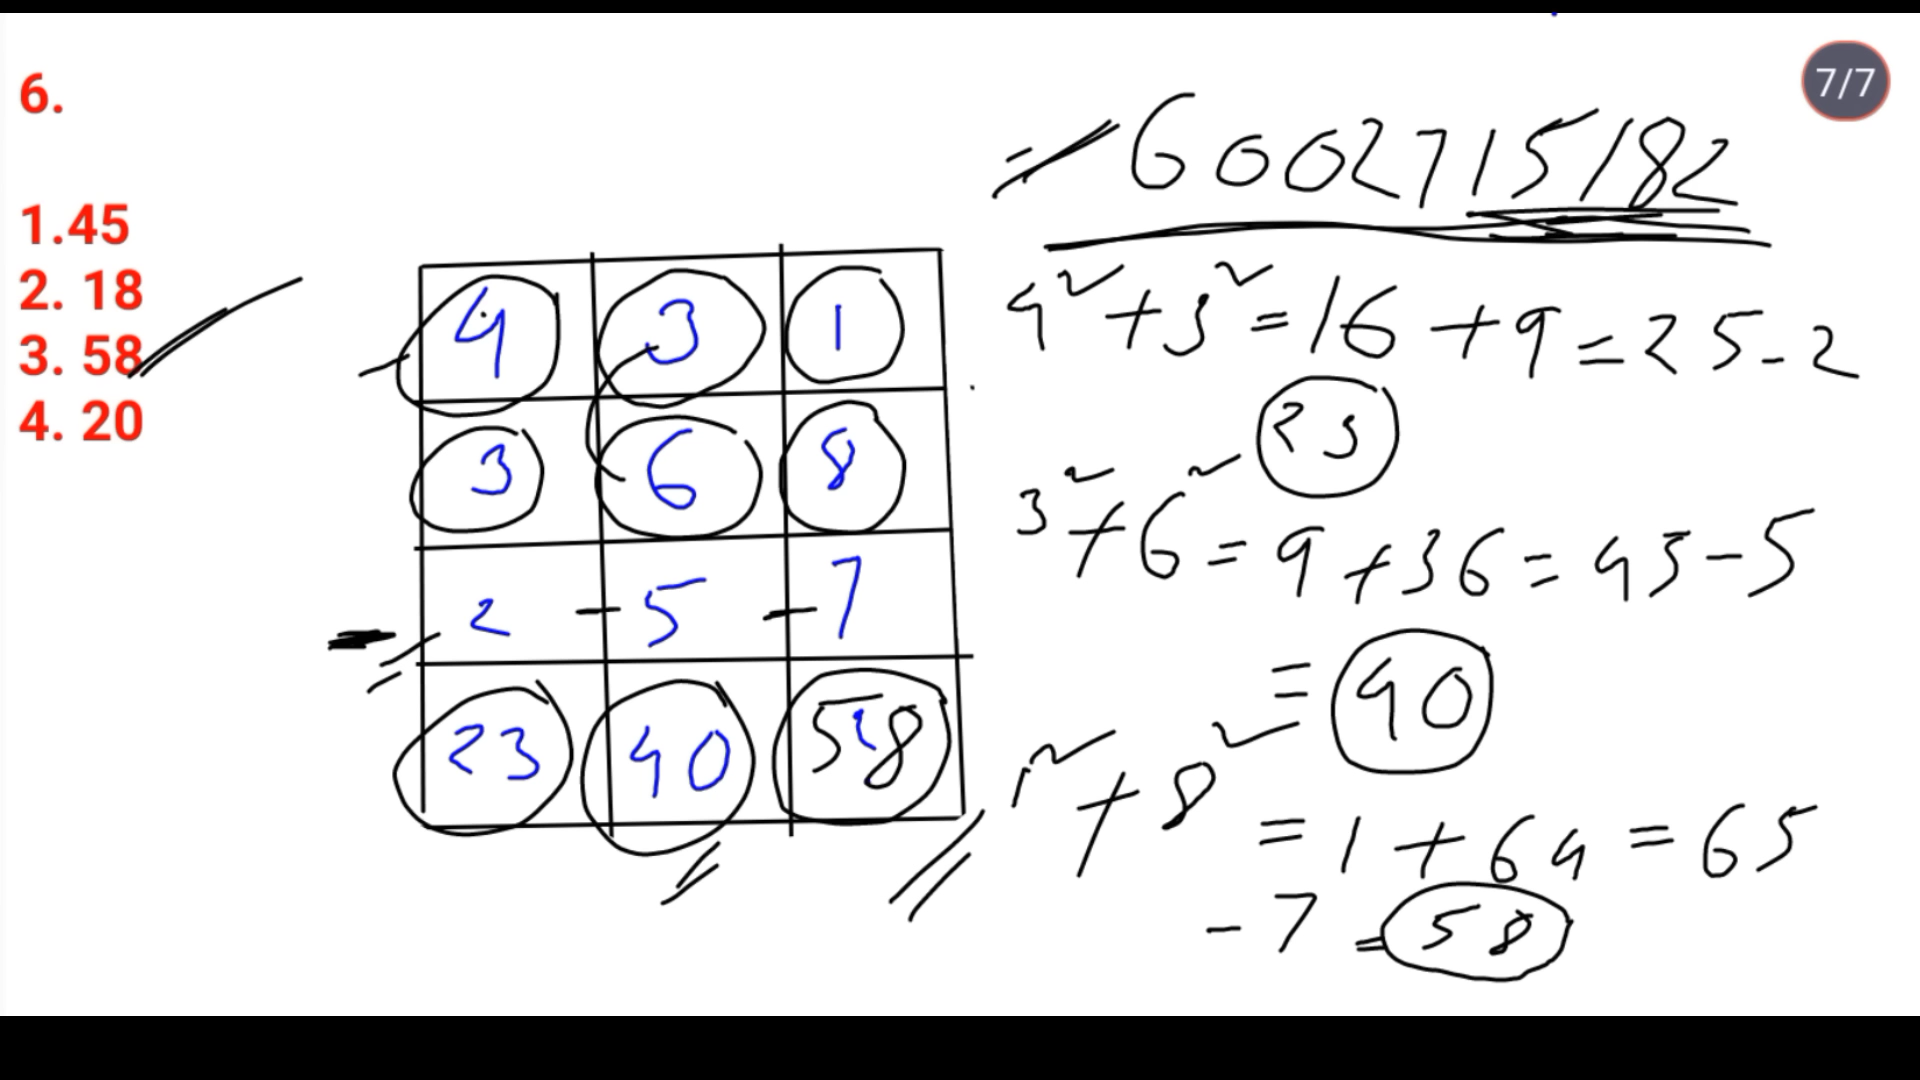 7/7
6.
= 6002715182
1.45
2. 18
3. 58
4. 20
4 3 1
3 6 8
2 - 5 - 7
23 40 58
4² + 3² = 16 + 9 = 25 - 2
23
3² + 6² = 9 + 36 = 45 - 5
= 40
1² + 8² = 1 + 64 = 65
- 7 = 58